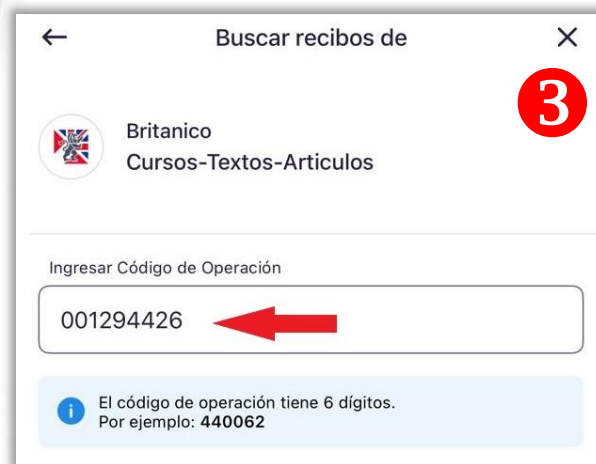 Buscar recibos de
3
Britanico
Cursos-Textos-Articulos
Ingresar Código de Operación
001294426
El código de operación tiene 6 dígitos.
Por ejemplo: 440062